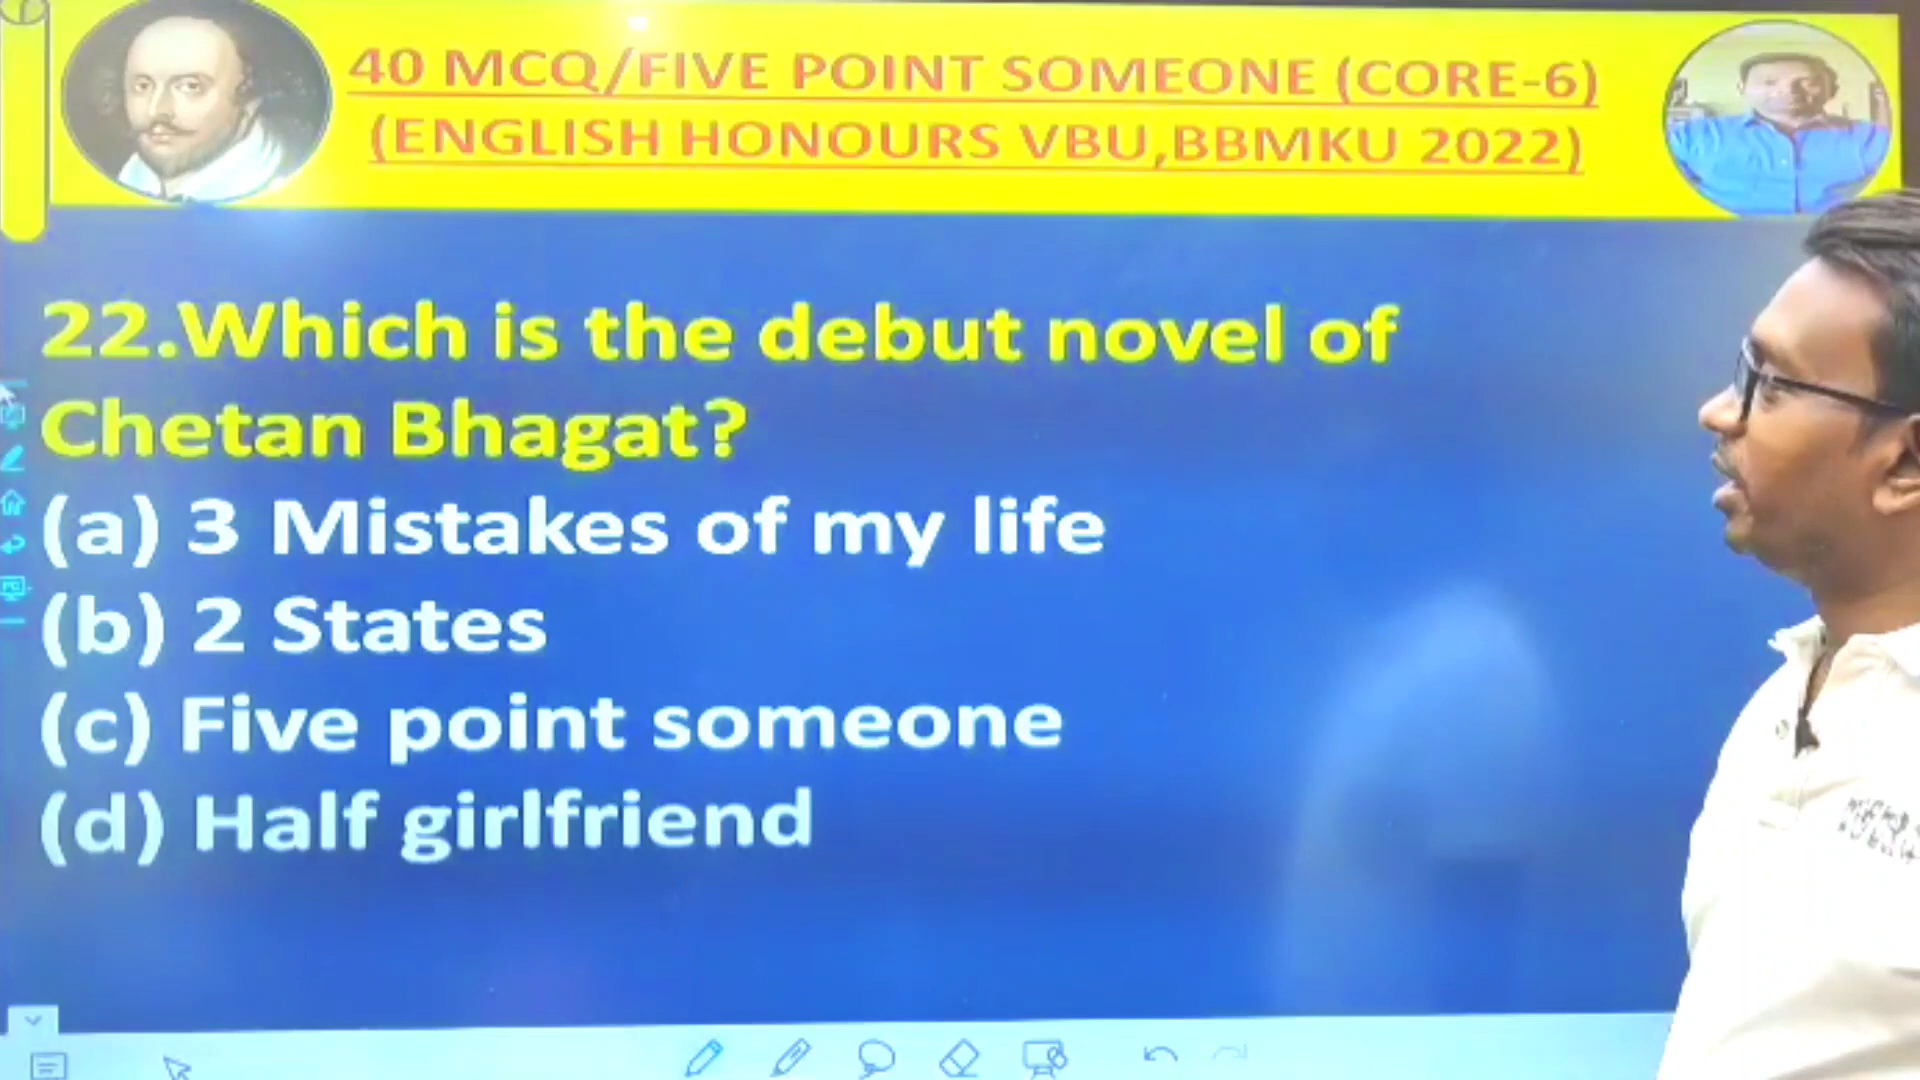 40 MCQ/FIVE POINT SOMEONE (CORE-6)
(ENGLISH HONOURS VBU,BBMKU 2022)
22.Which is the debut novel of
Chetan Bhagat?
(a) 3 Mistakes of my life
(b) 2 States
(c) Five point someone
(d) Half girlfriend